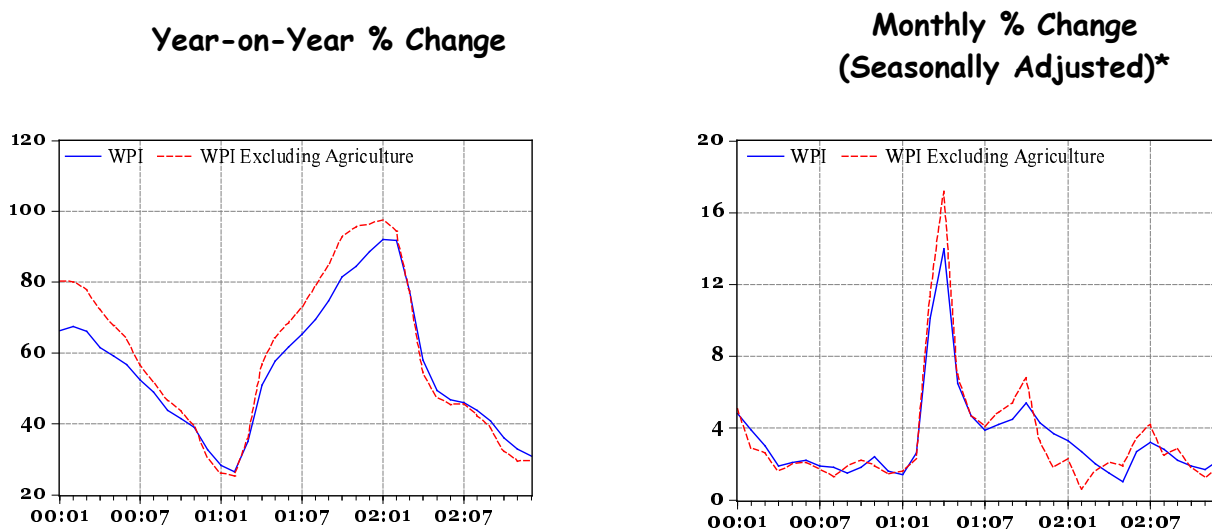 Year-on-Year % Change
120
WPI
WPI Excluding Agriculture
100
80
60
40
20
00:01 00:07 01:01 01:07 02:01 02:07
Monthly % Change
(Seasonally Adjusted)*
20
WPI
WPI Excluding Agriculture
16
12
8
4
0
00:01 00:07 01:01 01:07 02:01 02:07